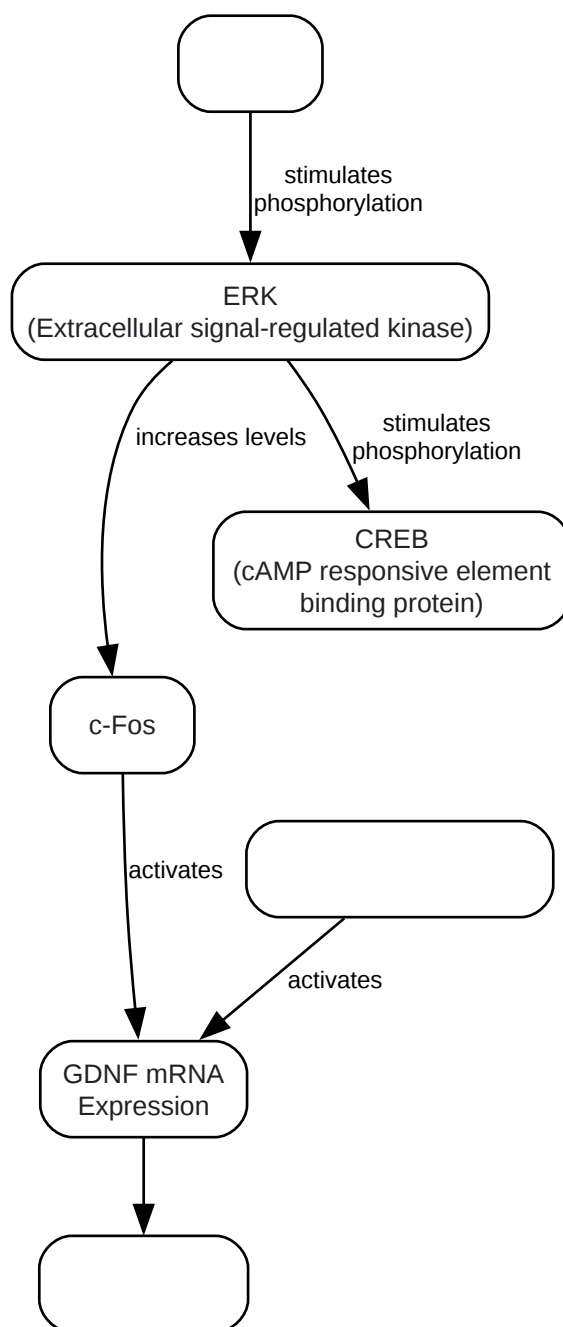 stimulates
phosphorylation
ERK
(Extracellular signal-regulated kinase)
increases levels
stimulates
phosphorylation
CREB
(cAMP responsive element
binding protein)
c-Fos
activates
activates
GDNF mRNA
Expression